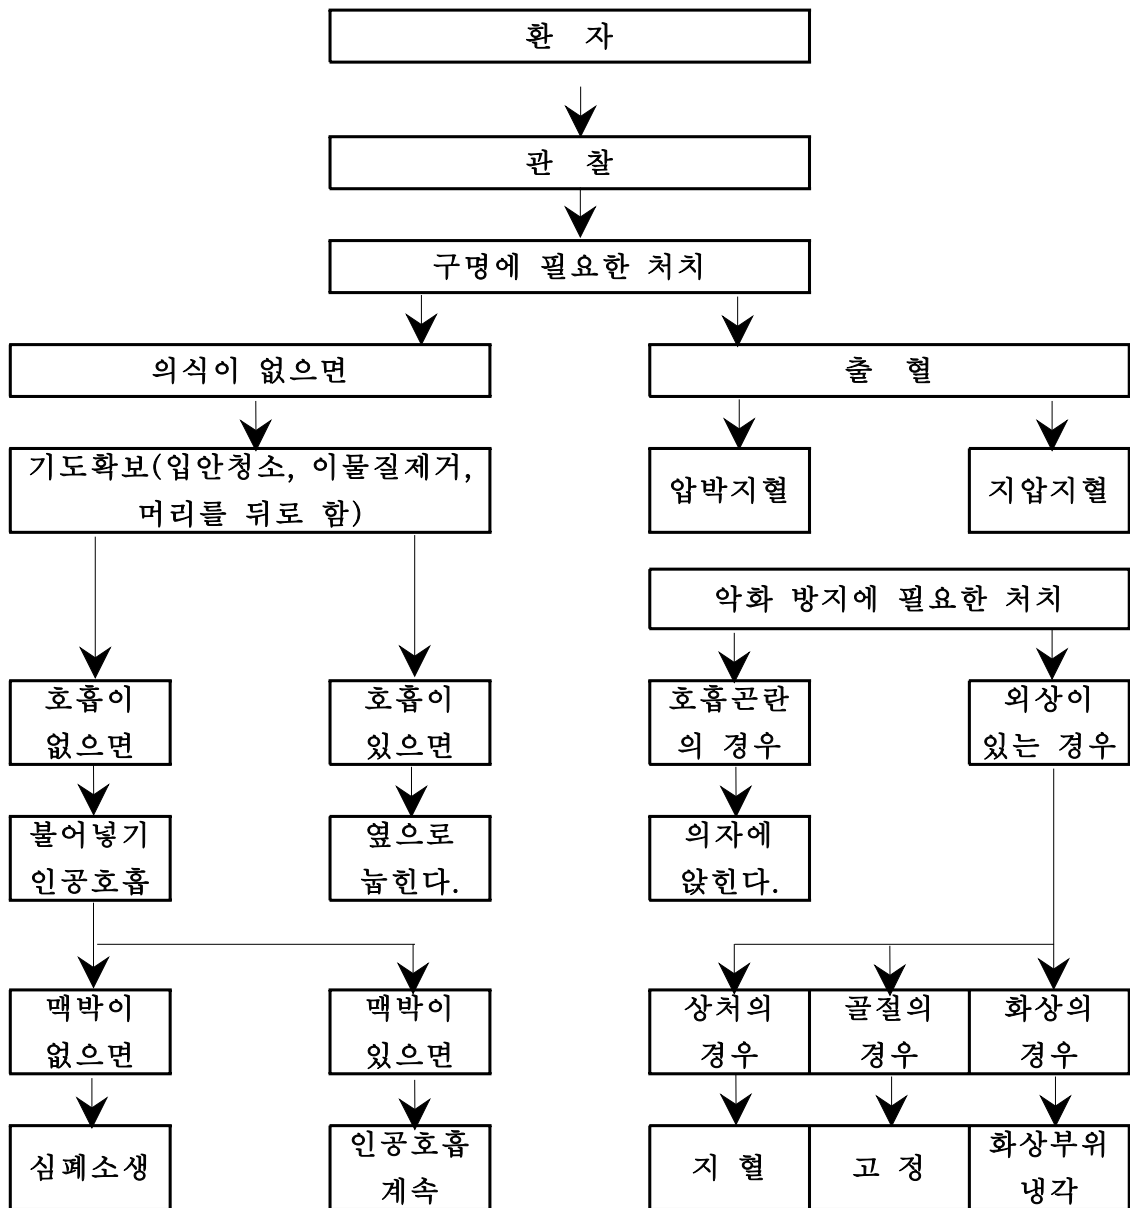 환 자
관 찰
구명에 필요한 처치
의식이 없으면
출 혈
기도확보(입안청소, 이물질제거,
머리를 뒤로 함)
압박지혈
지압지혈
악화 방지에 필요한 처치
호흡이
없으면
호흡이
있으면
호흡곤란
의 경우
외상이
있는 경우
불어넣기
인공호흡
옆으로
눕힌다.
의자에
앉힌다.
맥박이
없으면
맥박이
있으면
상처의
경우
골절의
경우
화상의
경우
심폐소생
인공호흡
계속
지 혈
고 정
화상부위
냉각